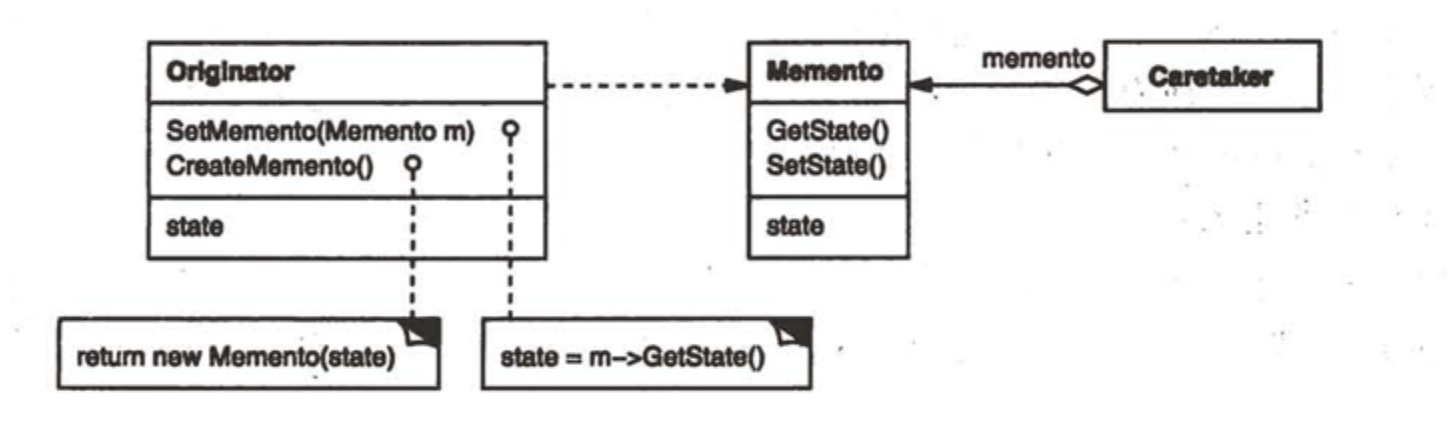 Originator
SetMemento(Memento m)
CreateMemento()
state
Memento
GetState()
SetState()
state
memento
Caretaker
return new Memento(state)
state = m->GetState()